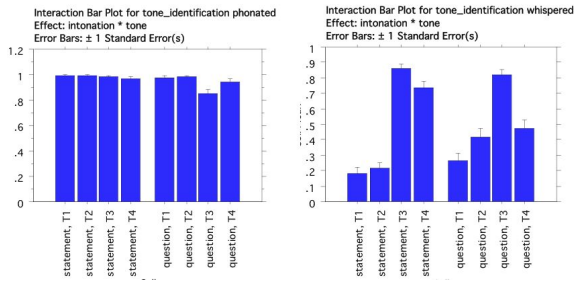 Interaction Bar Plot for tone_identification phonated
Effect: intonation * tone
Error Bars: ± 1 Standard Error(s)
1.2
1
.8
.6
.4
.2
0
statement, T1
statement, T2
statement, T3
statement, T4
question, T1
question, T2
question, T3
question, T4
Interaction Bar Plot for tone_identification whispered
Effect: intonation * tone
Error Bars: ± 1 Standard Error(s)
1
.9
.8
.7
.6
.5
.4
.3
.2
.1
0
statement, T1
statement, T2
statement, T3
statement, T4
question, T1
question, T2
question, T3
question, T4